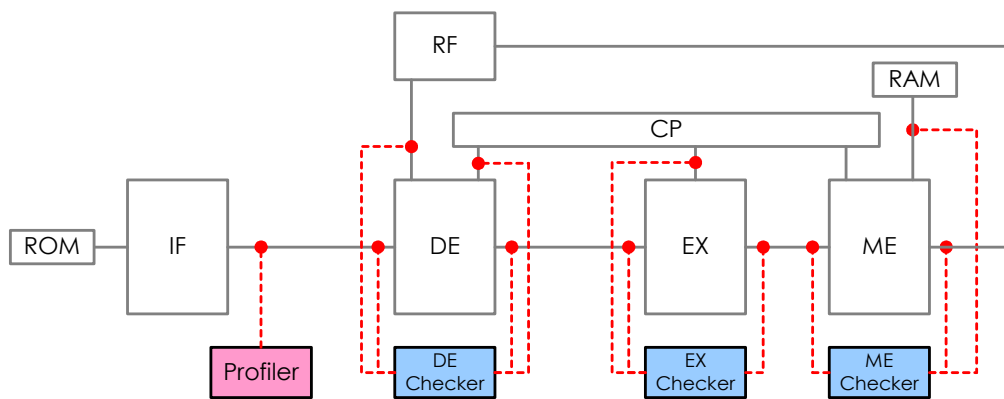 RF
RAM
CP
ROM
IF
DE
EX
ME
Profiler
DE
Checker
EX
Checker
ME
Checker